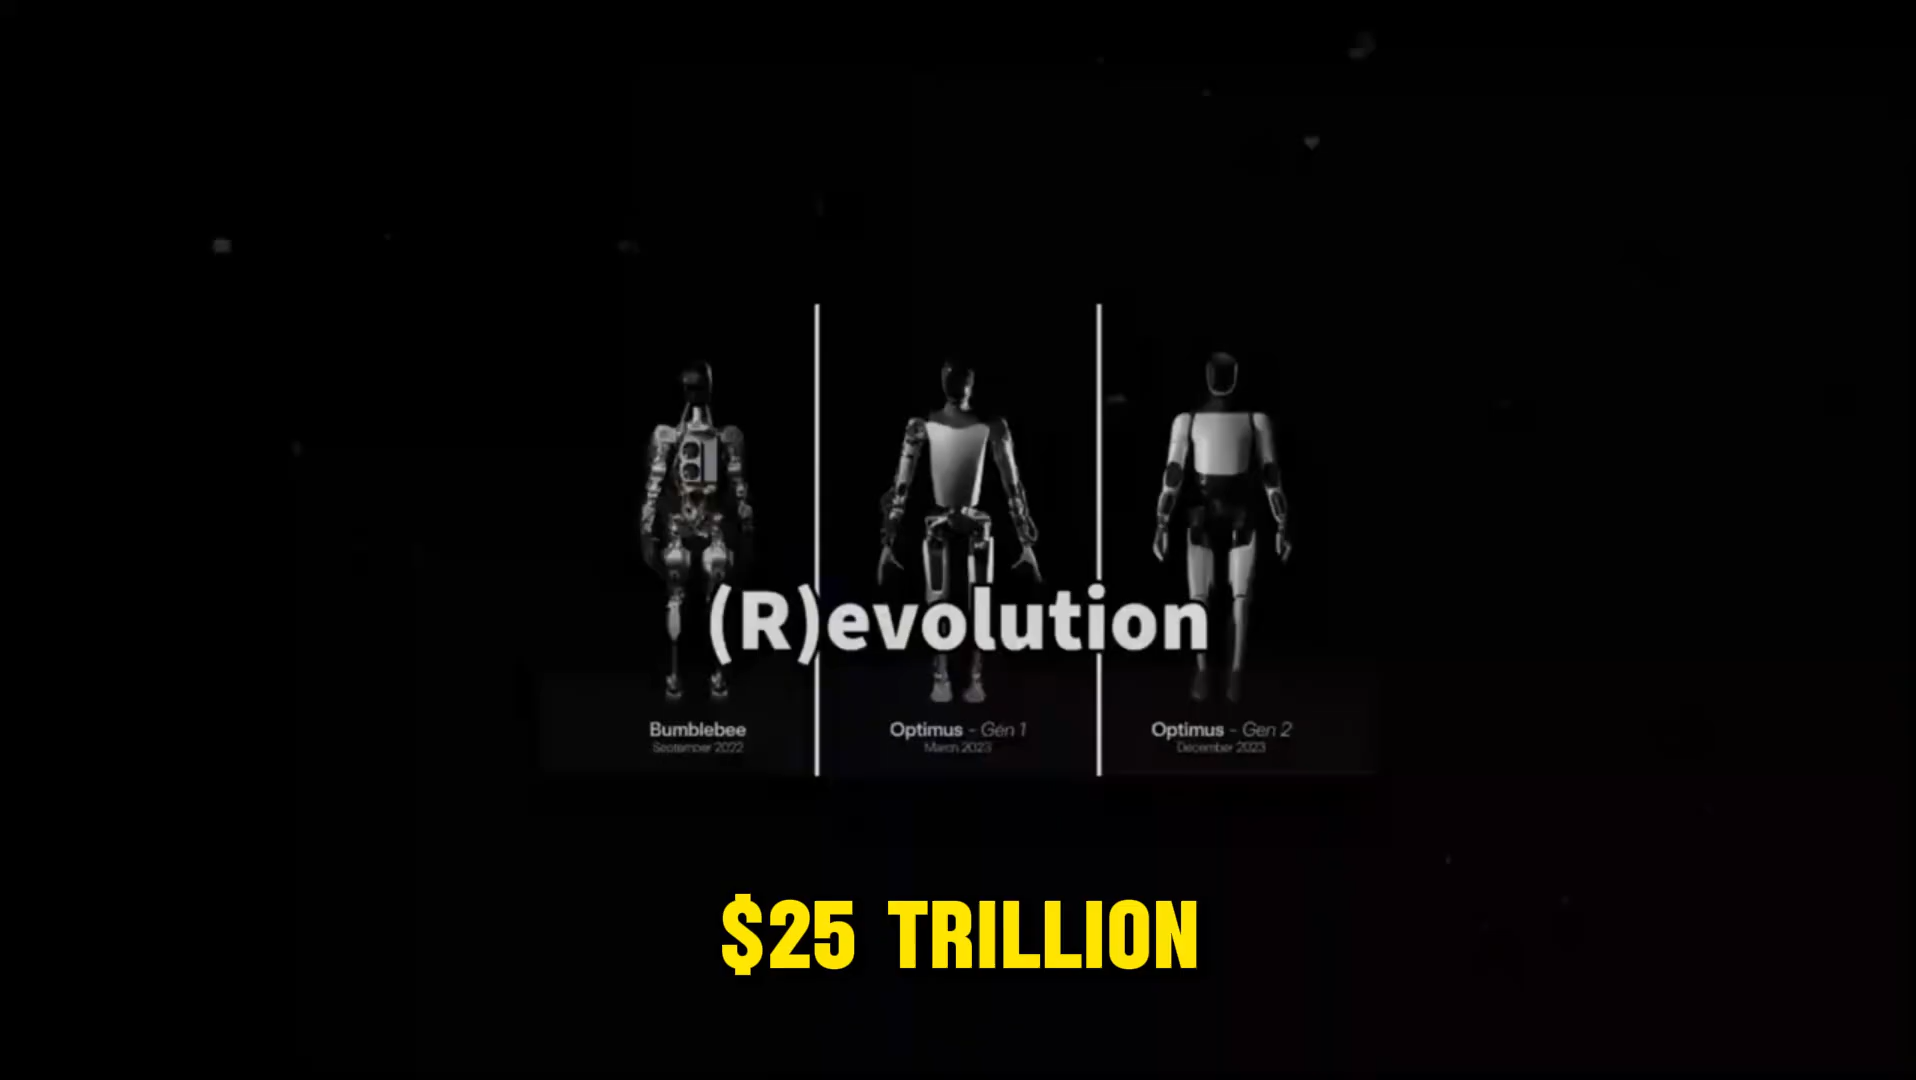 (R)evolution
Bumblebee
September 2022
Optimus - Gen 1
March 2023
Optimus - Gen 2
December 2023
$25 TRILLION